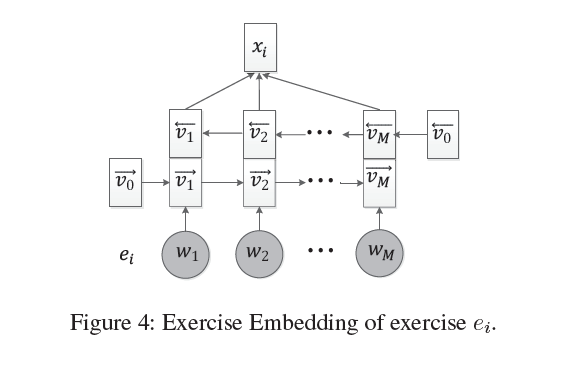 x_i
\overleftarrow{v_1} \overleftarrow{v_2} ••• \overleftarrow{v_M} \overleftarrow{v_0}
\overrightarrow{v_0} \overrightarrow{v_1} \overrightarrow{v_2} ••• \overrightarrow{v_M}
e_i w_1 w_2 ••• w_M
Figure 4: Exercise Embedding of exercise e_i.